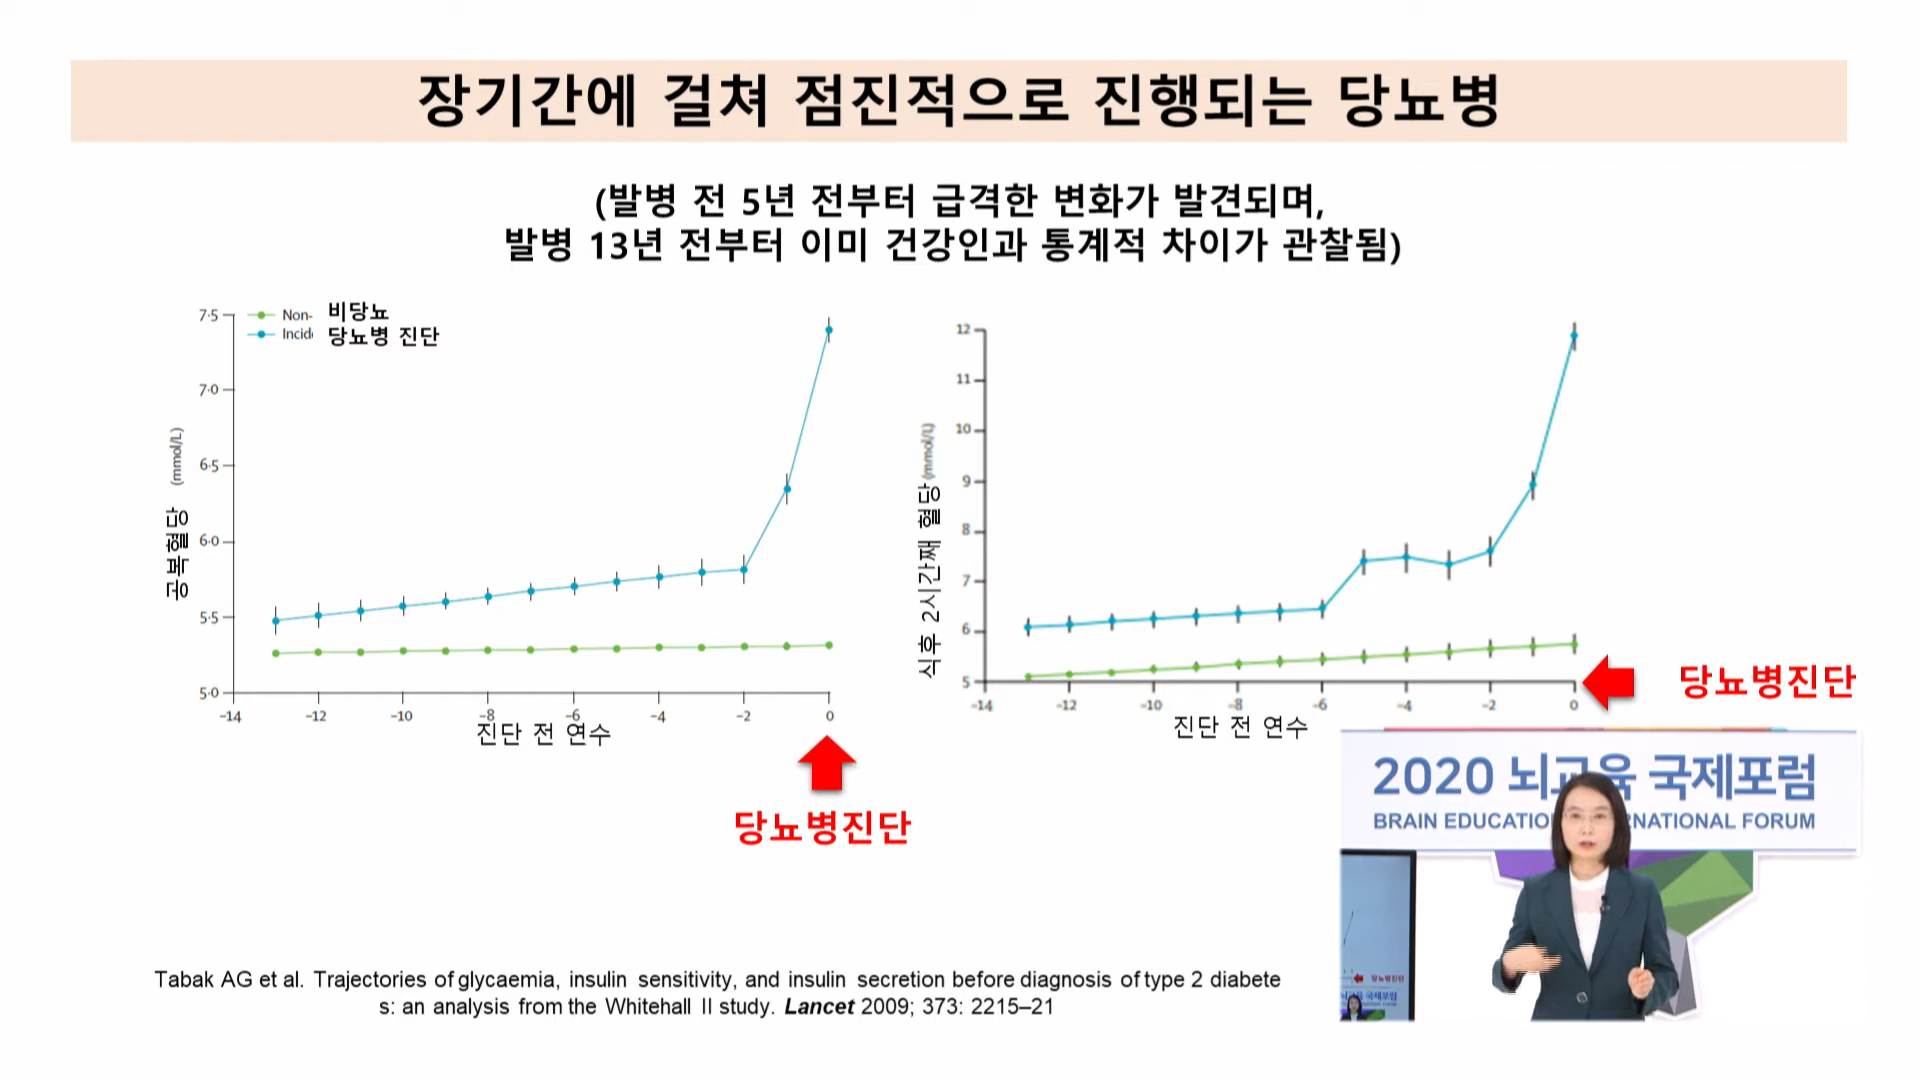 장기간에 걸쳐 점진적으로 진행되는 당뇨병
(발병 전 5년 전부터 급격한 변화가 발견되며,
발병 13년 전부터 이미 건강인과 통계적 차이가 관찰됨)
Non- 비당뇨
Incid 당뇨병 진단
공복혈당 (mmol/L)
7·5
7·0
6·5
6·0
5·5
5·0
–14 –12 –10 –8 –6 –4 –2 0
진단 전 연수
당뇨병진단
식후 2시간째 혈당 (mmol/L)
12
11
10
9
8
7
6
5
–14 –12 –10 –8 –6 –4 –2 0
진단 전 연수
당뇨병진단
2020 뇌교육 국제포럼
BRAIN EDUCATIO RNATIONAL FORUM
당뇨병진단
Tabak AG et al. Trajectories of glycaemia, insulin sensitivity, and insulin secretion before diagnosis of type 2 diabete
s: an analysis from the Whitehall II study. Lancet 2009; 373: 2215–21